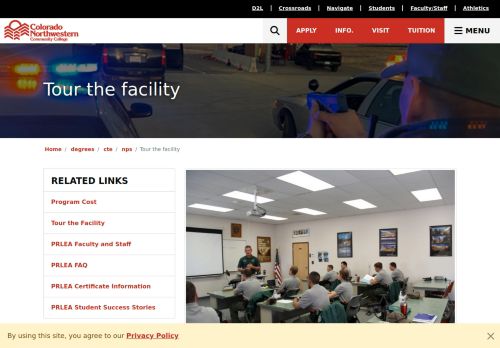 D2L | Crossroads | Navigate | Students | Faculty/Staff | Athletics
Colorado
Northwestern
Community College
APPLY INFO. VISIT TUITION MENU
Tour the facility
Home / degrees / cte / nps / Tour the facility
RELATED LINKS
Program Cost
Tour the Facility
PRLEA Faculty and Staff
PRLEA FAQ
PRLEA Certificate Information
PRLEA Student Success Stories
By using this site, you agree to our Privacy Policy